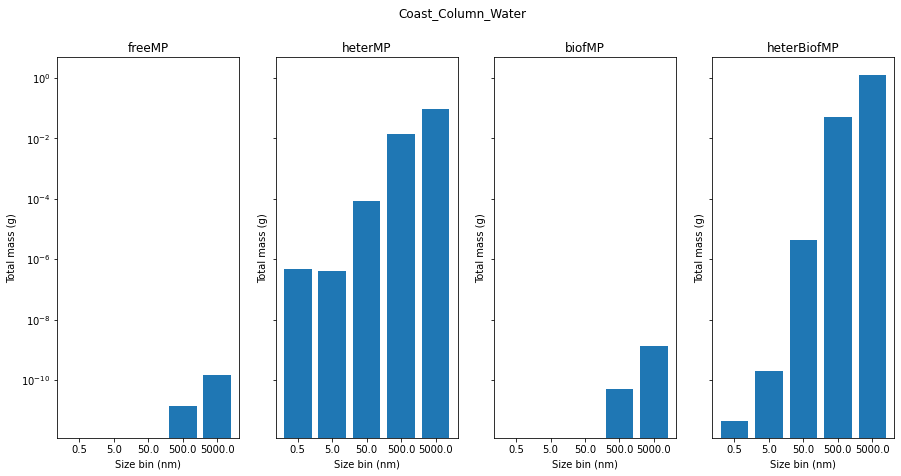 Coast_Column_Water
freeMP
heterMP
biofMP
heterBiofMP
Total mass (g)
10⁰
10⁻²
10⁻⁴
10⁻⁶
10⁻⁸
10⁻¹⁰
Total mass (g)
Total mass (g)
Total mass (g)
0.5 5.0 50.0 500.0 5000.0
0.5 5.0 50.0 500.0 5000.0
0.5 5.0 50.0 500.0 5000.0
0.5 5.0 50.0 500.0 5000.0
Size bin (nm)
Size bin (nm)
Size bin (nm)
Size bin (nm)